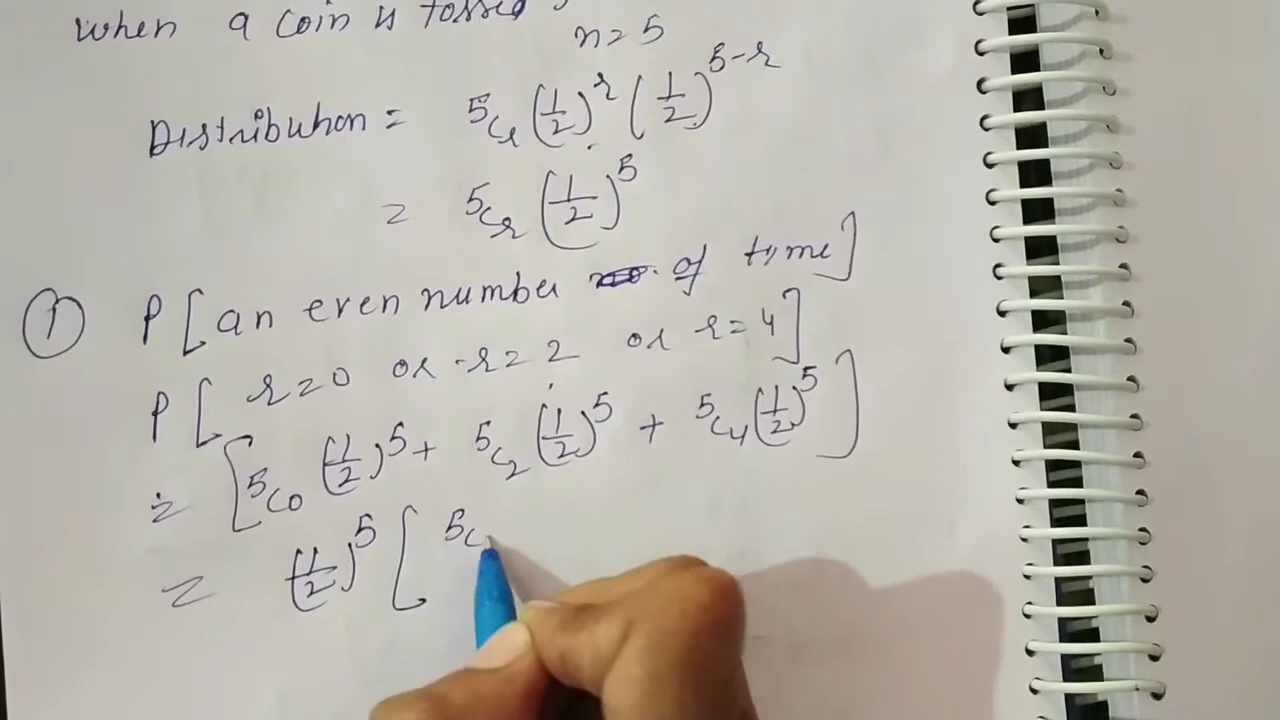 when a coin is tossed
n = 5
Distribution = 5Cr (1/2)^r (1/2)^5-r
= 5Cr (1/2)^5
① P [an even number of time]
P [ r=0 or r=2 or r=4 ]
= [ 5C0 (1/2)^5 + 5C2 (1/2)^5 + 5C4 (1/2)^5 ]
= (1/2)^5 [ 5C